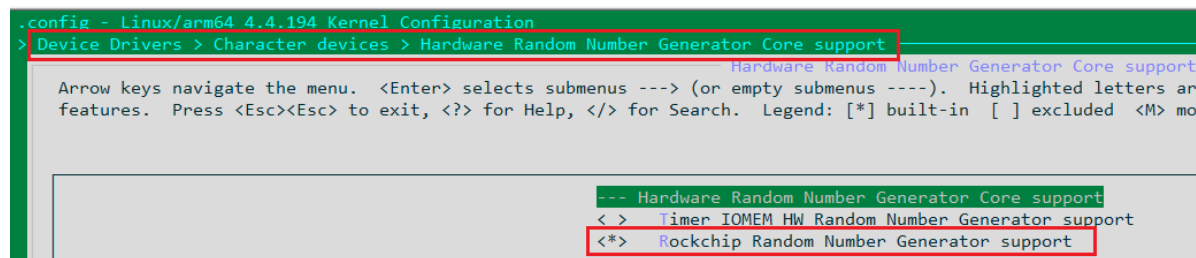 .config - Linux/arm64 4.4.194 Kernel Configuration
> Device Drivers > Character devices > Hardware Random Number Generator Core support
Hardware Random Number Generator Core support
Arrow keys navigate the menu.  <Enter> selects submenus ---> (or empty submenus ----).  Highlighted letters ar
features.  Press <Esc><Esc> to exit, <?> for Help, </> for Search.  Legend: [*] built-in  [ ] excluded  <M> mo
--- Hardware Random Number Generator Core support
< >   Timer IOMEM HW Random Number Generator support
<*>   Rockchip Random Number Generator support